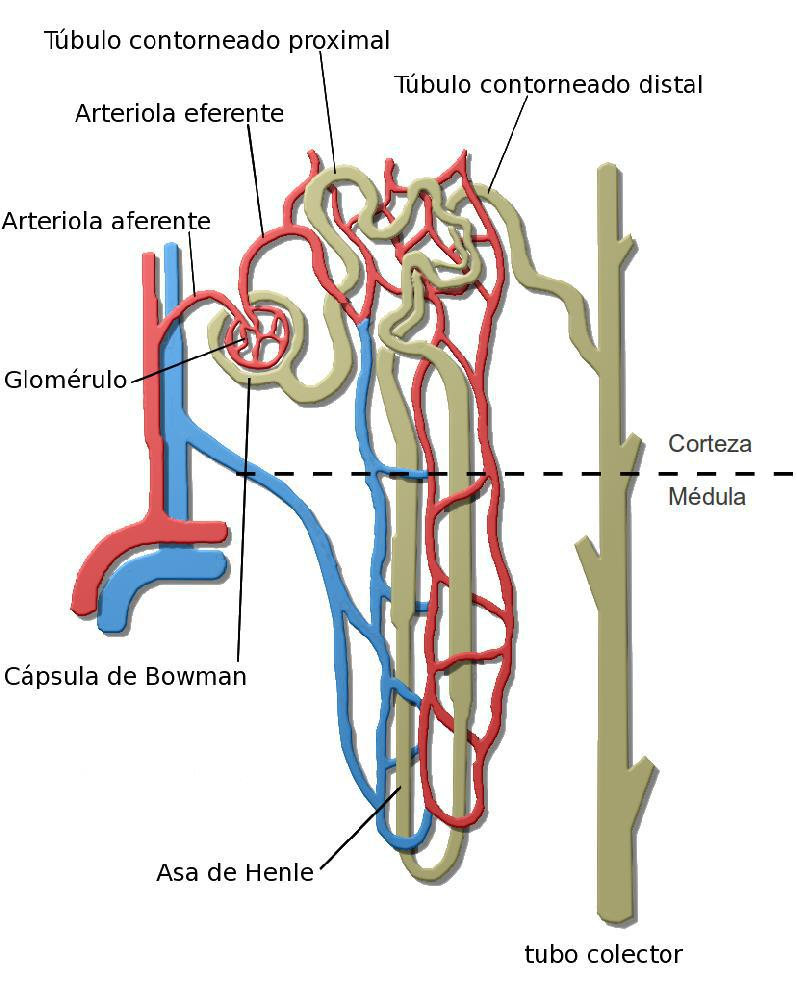 Túbulo contorneado proximal
Túbulo contorneado distal
Arteriola eferente
Arteriola aferente
Glomérulo
Corteza
Médula
Cápsula de Bowman
Asa de Henle
tubo colector